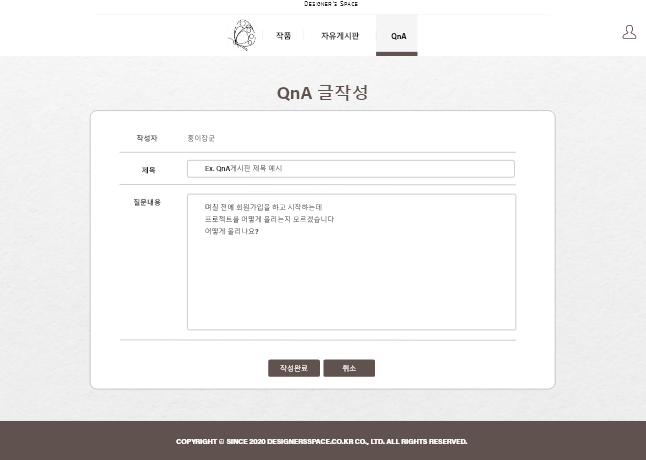 DESIGNER'S SPACE
작품 자유게시판 QnA
QnA 글작성
작성자 홍이장군
제목 Ex. QnA게시판 제목 예시
질문내용 며칠 전에 회원가입을 하고 시작하는데
프로젝트를 어떻게 올리는지 모르겠습니다
어떻게 올리나요?
작성완료 취소
COPYRIGHT @ SINCE 2020 DESIGNERSSPACE.CO.KR CO., LTD. ALL RIGHTS RESERVED.